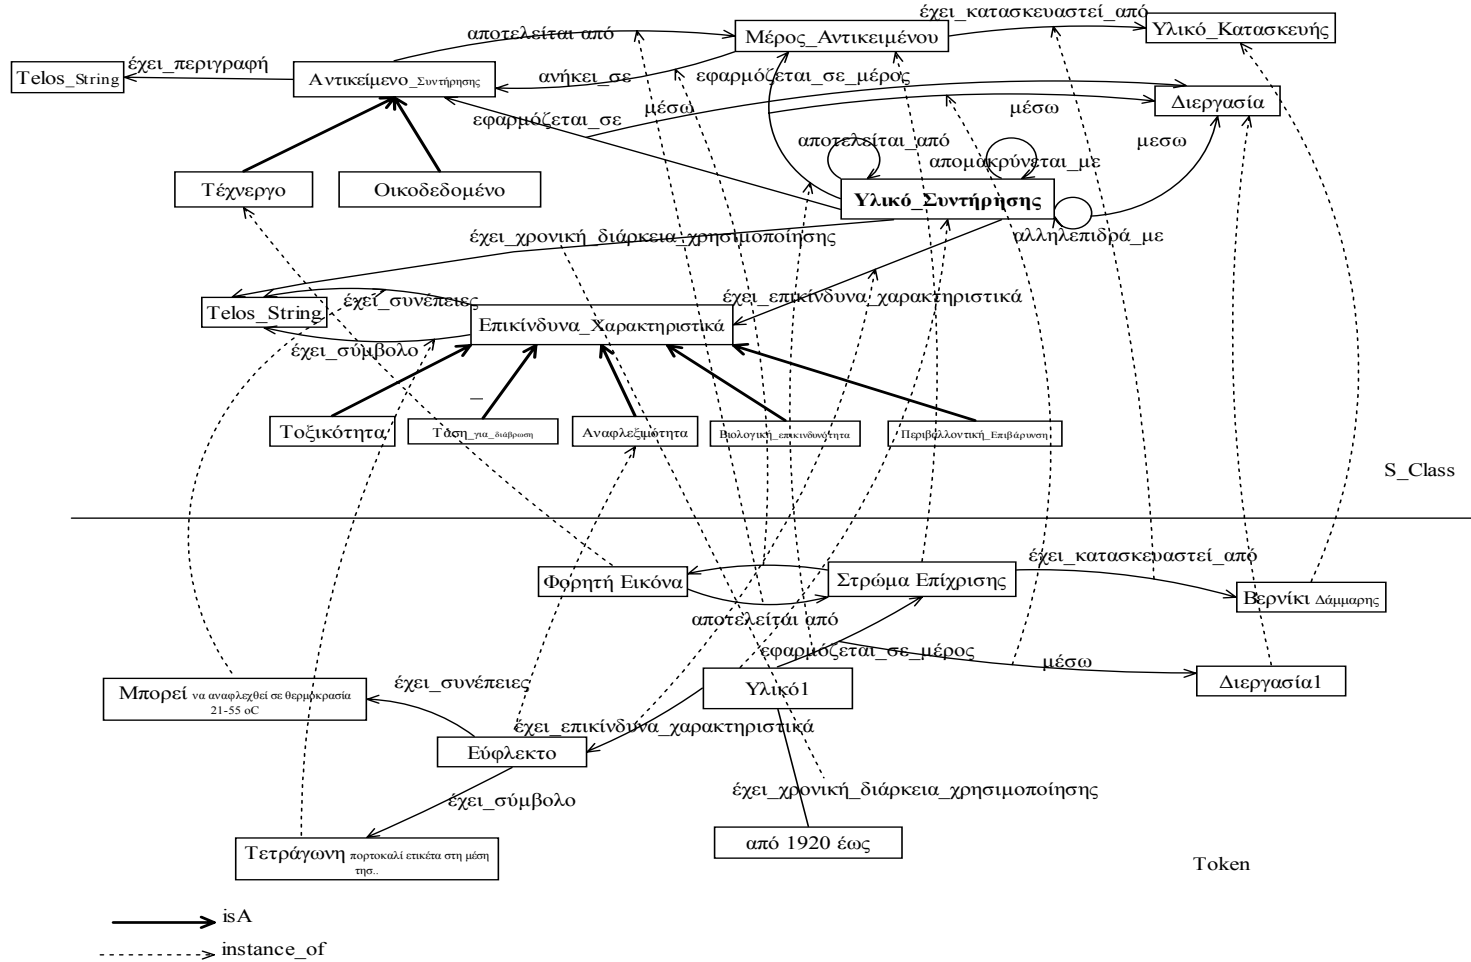 έχει_κατασκευαστεί_από
αποτελείται από
Μέρος_Αντικειμένου
Υλικό_Κατασκευής
έχει_περιγραφή
Telos_String
Αντικείμενο_Συντήρησης
ανήκει_σε
εφαρμόζεται_σε_μέρος
μέσω
μέσω
Διεργασία
εφαρμόζεται_σε
αποτελείται_από
απομακρύνεται_με
μεσω
Τέχνεργο
Οικοδεδομένο
Υλικό_Συντήρησης
έχει_χρονική_διάρκεια_χρησιμοποίησης
αλληλεπιδρά_με
έχει_συνέπειες
έχει_επικίνδυνα_χαρακτηριστικά
Telos_String
Επικίνδυνα_Χαρακτηριστικά
έχει_σύμβολο
_
Τοξικότητα
Τάση_για_διάβρωση
Αναφλεξιμότητα
Βιολογική_επικινδυνότητα
Περιβαλλοντική_Επιβάρυνση
S_Class
έχει_κατασκευαστεί_από
Φορητή Εικόνα
Στρώμα Επίχρισης
Βερνίκι Δάμμαρης
αποτελείται από
εφαρμόζεται_σε_μέρος
μέσω
έχει_συνέπειες
Υλικό1
Διεργασία1
Μπορεί να αναφλεχθεί σε θερμοκρασία
21-55 οC
έχει_επικίνδυνα_χαρακτηριστικά
Εύφλεκτο
έχει_χρονική_διάρκεια_χρησιμοποίησης
έχει_σύμβολο
από 1920 έως
Τετράγωνη πορτοκαλί ετικέτα στη μέση
τησ..
Token
isA
instance_of